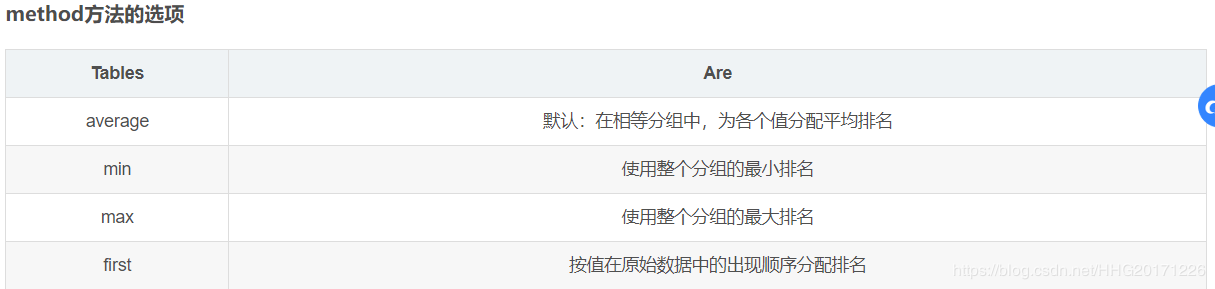 method方法的选项
Tables Are
average 默认：在相等分组中，为各个值分配平均排名
min 使用整个分组的最小排名
max 使用整个分组的最大排名
first 按值在原始数据中的出现顺序分配排名
https://blog.csdn.net/HHG20171226